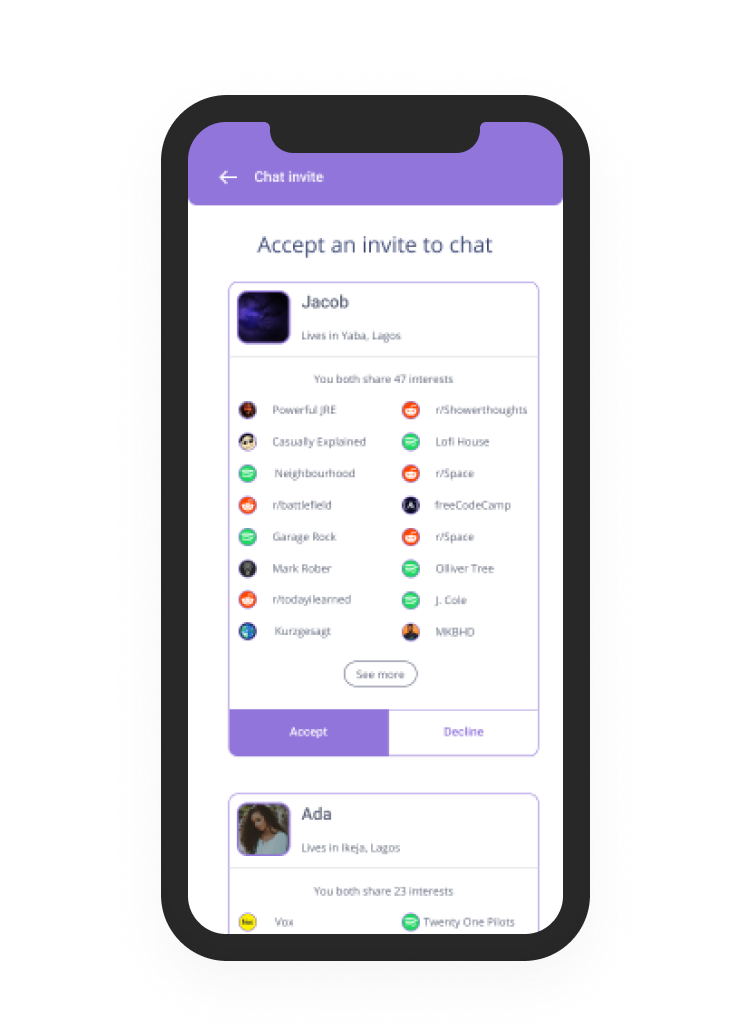 Chat invite
Accept an invite to chat
Jacob
Lives in Yaba, Lagos
You both share 47 interests
Powerful JRE
r/Showerthoughts
Casually Explained
Lofi House
Neighbourhood
r/Space
r/battlefield
freeCodeCamp
Garage Rock
r/Space
Mark Rober
Olliver Tree
r/todayilearned
J. Cole
Kurzgesagt
MKBHD
See more
Accept
Decline
Ada
Lives in Ikeja, Lagos
You both share 23 interests
Vox
Twenty One Pilots